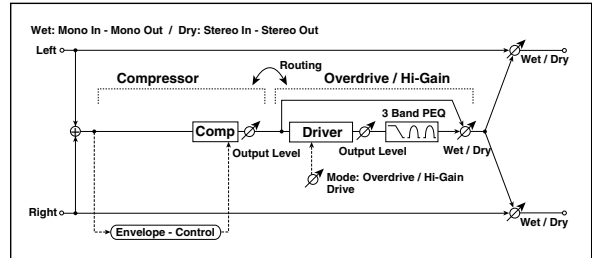 Wet: Mono In - Mono Out / Dry: Stereo In - Stereo Out
Left
Wet / Dry
Routing
Compressor
Overdrive / Hi-Gain
3 Band PEQ
Comp
Driver
Output Level
Output Level
Wet / Dry
Mode: Overdrive / Hi-Gain
Drive
Right
Wet / Dry
Envelope - Control